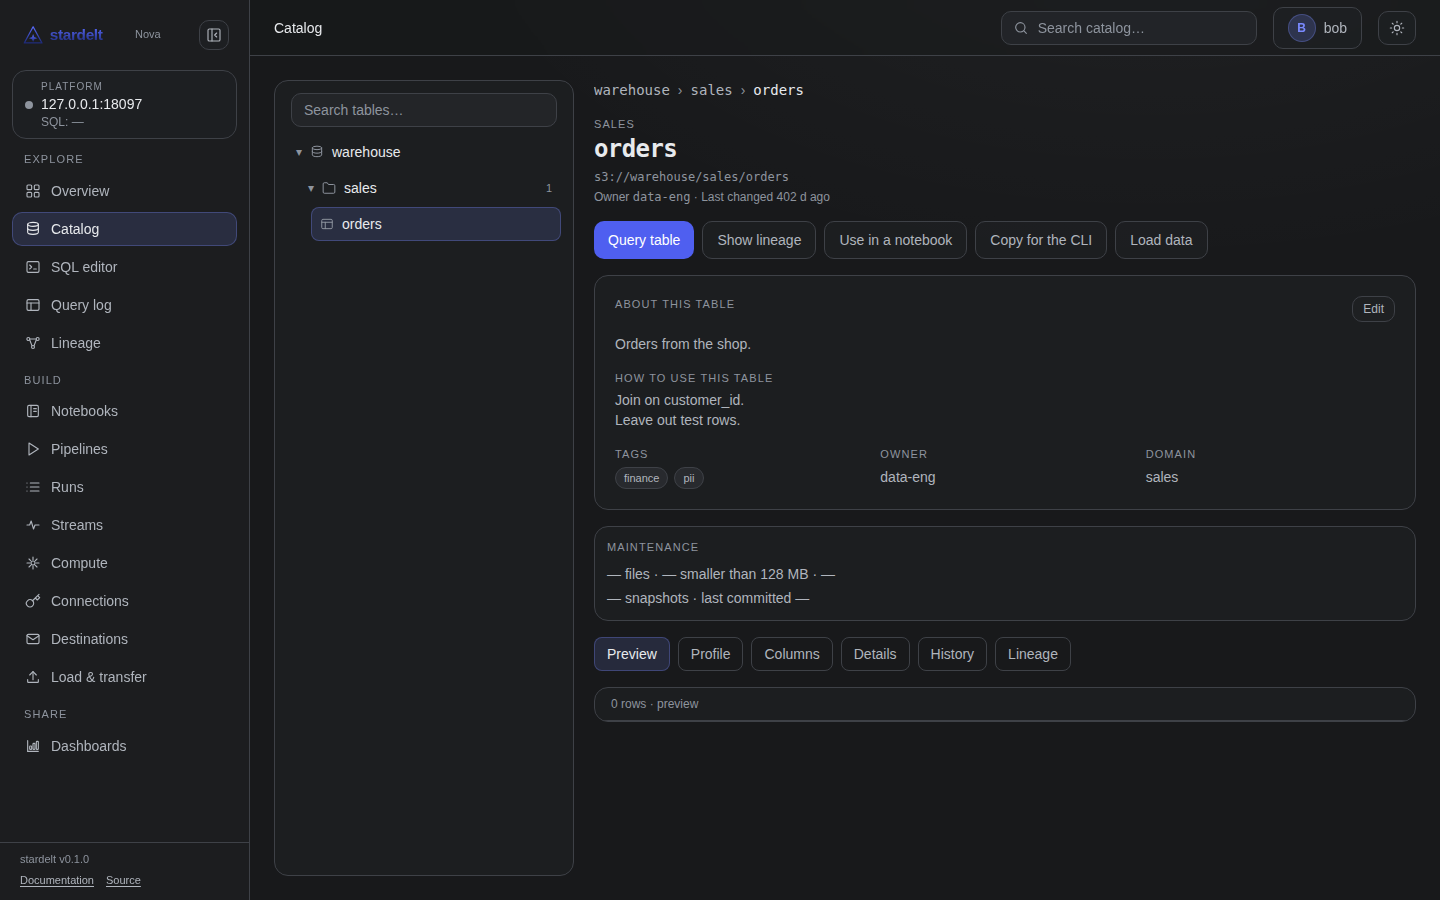 stardelt Nova
PLATFORM
127.0.0.1:18097
SQL: —
EXPLORE
Overview
Catalog
SQL editor
Query log
Lineage
BUILD
Notebooks
Pipelines
Runs
Streams
Compute
Connections
Destinations
Load & transfer
SHARE
Dashboards
stardelt v0.1.0
Documentation Source
Catalog
Search catalog…
B bob
Search tables…
▾ warehouse
▾ sales 1
orders
warehouse › sales › orders
SALES
orders
s3://warehouse/sales/orders
Owner data-eng · Last changed 402 d ago
Query table Show lineage Use in a notebook Copy for the CLI Load data
ABOUT THIS TABLE
Edit
Orders from the shop.
HOW TO USE THIS TABLE
Join on customer_id.
Leave out test rows.
TAGS OWNER DOMAIN
finance pii data-eng sales
MAINTENANCE
— files · — smaller than 128 MB · —
— snapshots · last committed —
Preview Profile Columns Details History Lineage
0 rows · preview